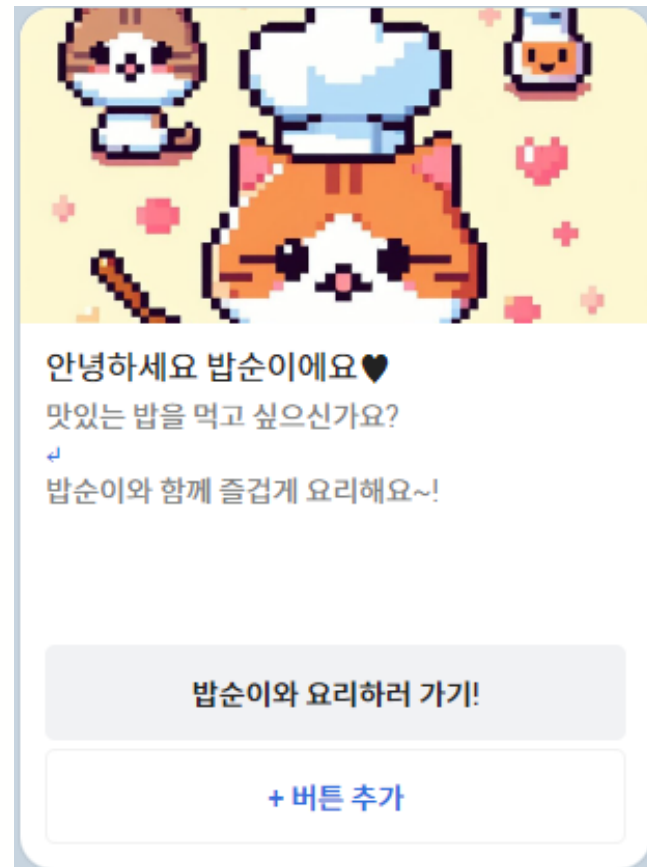 안녕하세요 밥순이에요♥
맛있는 밥을 먹고 싶으신가요?
↲
밥순이와 함께 즐겁게 요리해요~!
밥순이와 요리하러 가기!
+ 버튼 추가